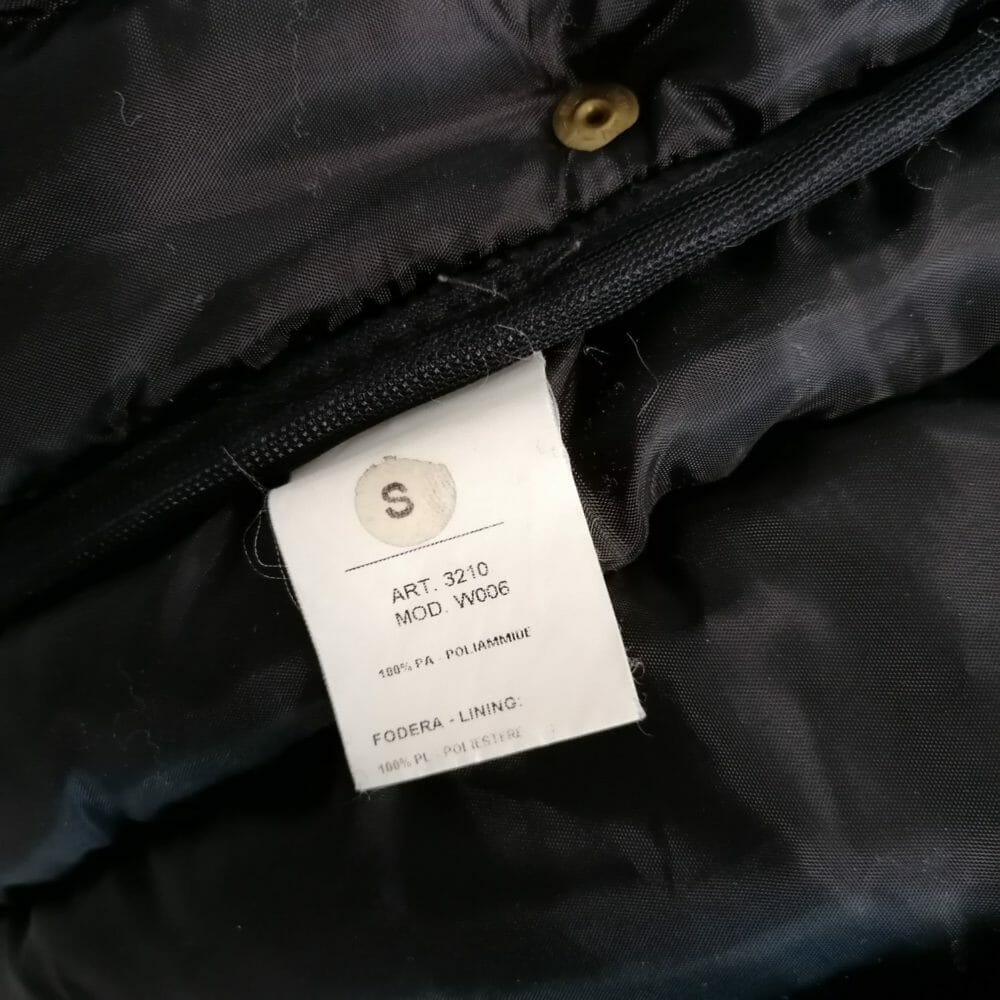 S
ART. 3210
MOD. W006
100% PA - POLIAMMIDE
FODERA - LINING:
100% PL - POLIESTERE